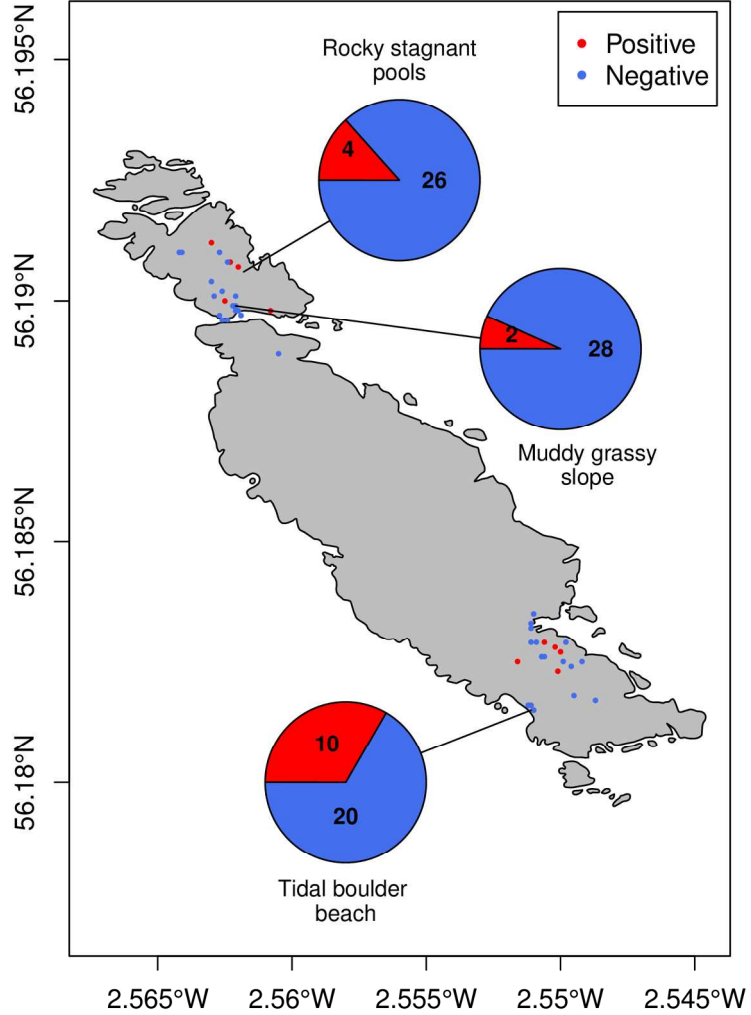 56.195°N
56.19°N
56.185°N
56.18°N
Rocky stagnant
pools
Positive
Negative
4
26
2
28
Muddy grassy
slope
10
20
Tidal boulder
beach
2.565°W
2.56°W
2.555°W
2.55°W
2.545°W